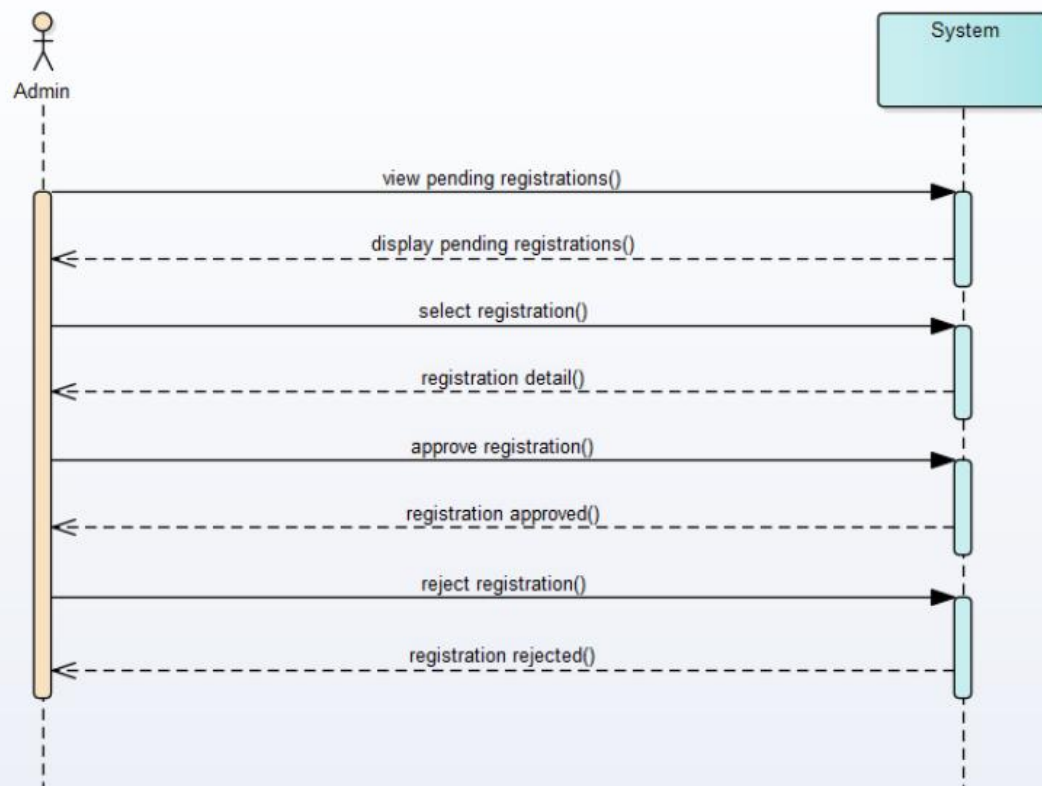 System
Admin
view pending registrations()
display pending registrations()
select registration()
registration detail()
approve registration()
registration approved()
reject registration()
registration rejected()